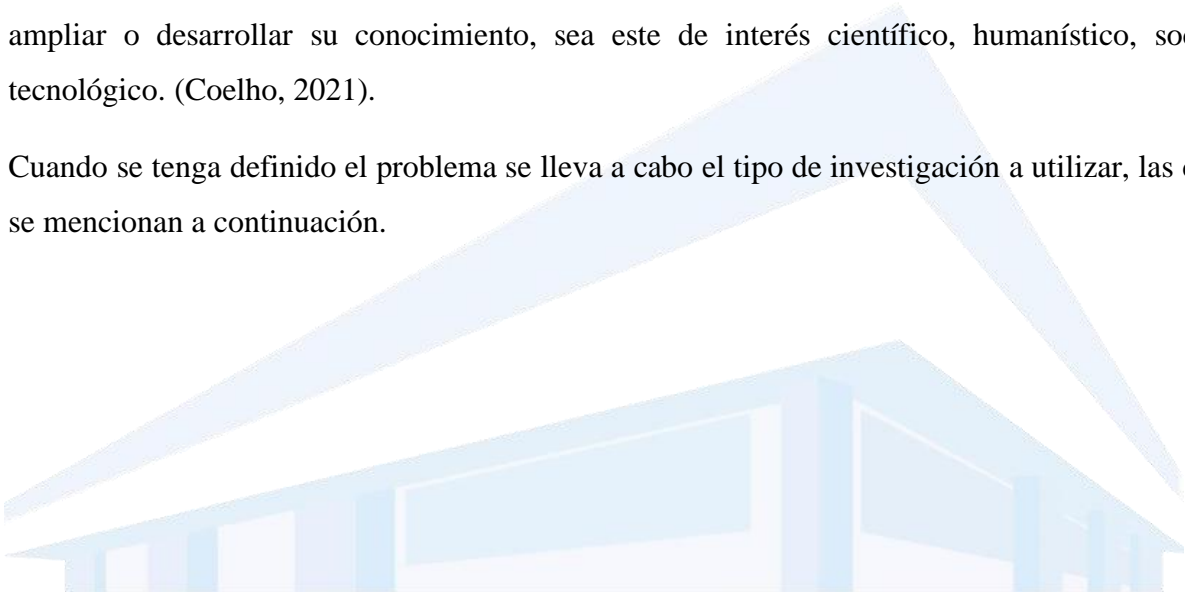 ampliar o desarrollar su conocimiento, sea este de interés científico, humanístico,
tecnológico. (Coelho, 2021).
Cuando se tenga definido el problema se lleva a cabo el tipo de investigación a utilizar, las
se mencionan a continuación.